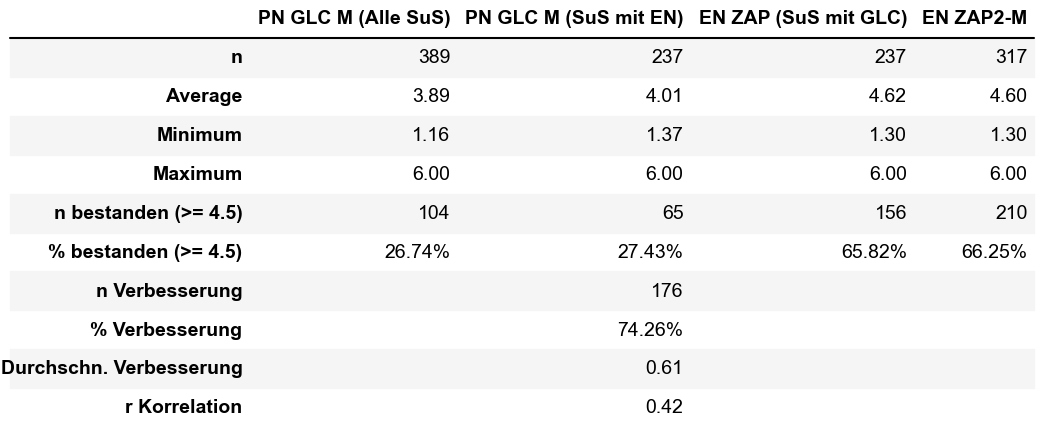 PN GLC M (Alle SuS) PN GLC M (SuS mit EN) EN ZAP (SuS mit GLC) EN ZAP2-M
n 389 237 237 317
Average 3.89 4.01 4.62 4.60
Minimum 1.16 1.37 1.30 1.30
Maximum 6.00 6.00 6.00 6.00
n bestanden (>= 4.5) 104 65 156 210
% bestanden (>= 4.5) 26.74% 27.43% 65.82% 66.25%
n Verbesserung 176
% Verbesserung 74.26%
Durchschn. Verbesserung 0.61
r Korrelation 0.42